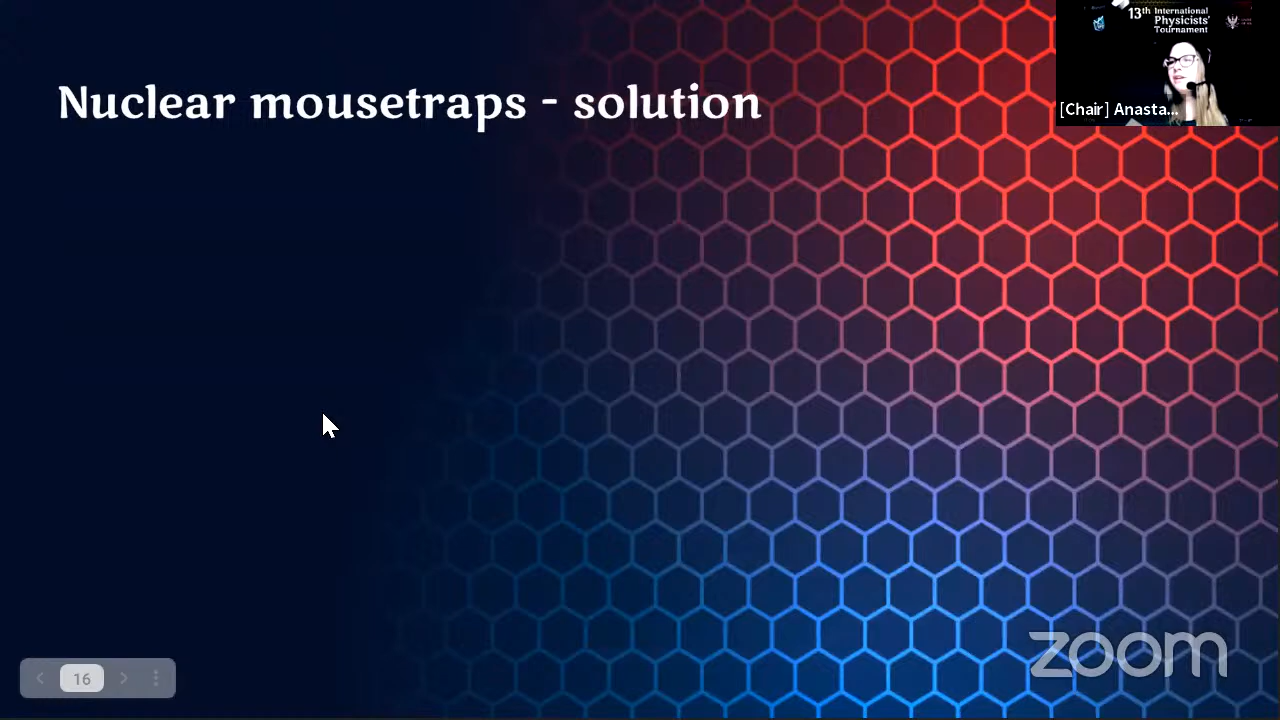 Nuclear mousetraps - solution
13th International
Physicists'
Tournament
[Chair] Anasta...
zoom
16